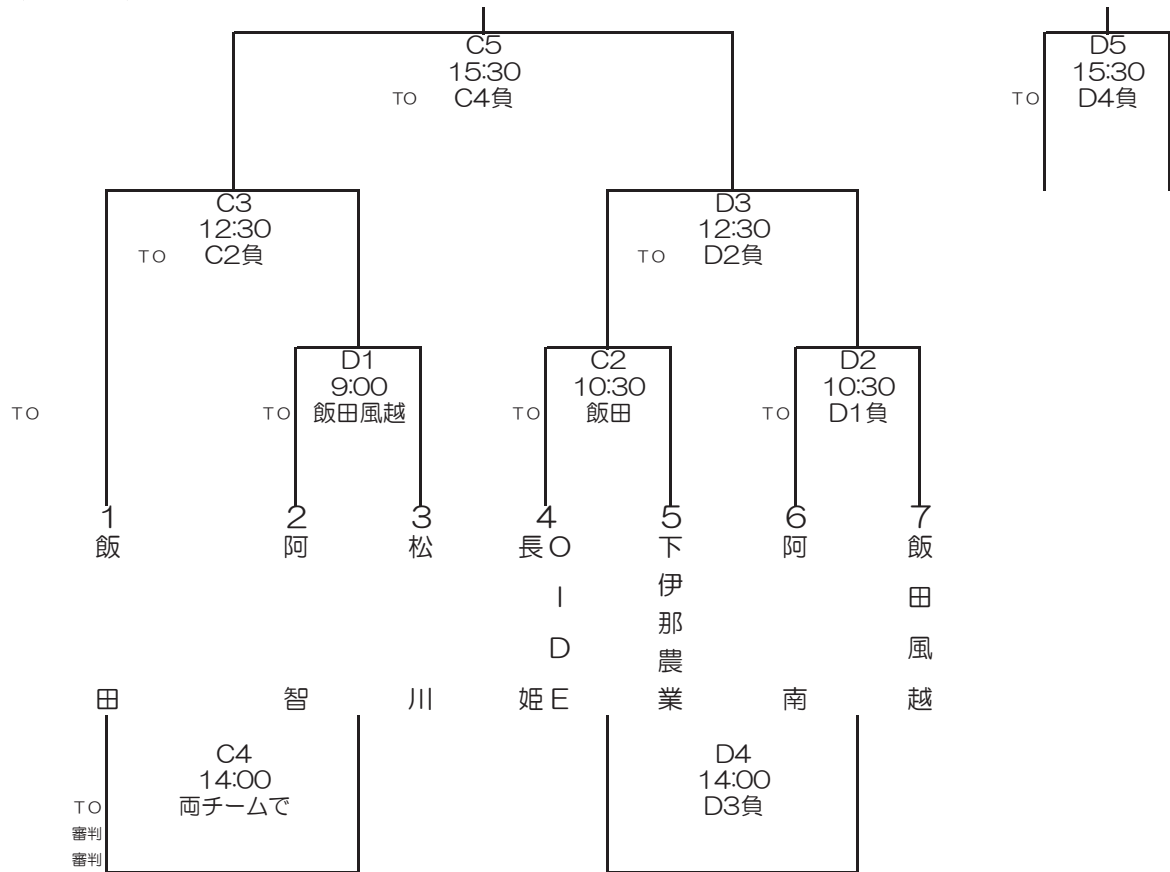 C5
15:30
TO C4負
D5
15:30
TO D4負
C3
12:30
TO C2負
D3
12:30
TO D2負
TO
D1
9:00
TO 飯田風越
C2
10:30
TO 飯田
D2
10:30
TO D1負
1
飯田
2
阿智
3
松川
4
長姫
OIDE
5
下伊那農業
6
阿南
7
飯田風越
C4
14:00
TO 両チームで
審判
審判
D4
14:00
D3負